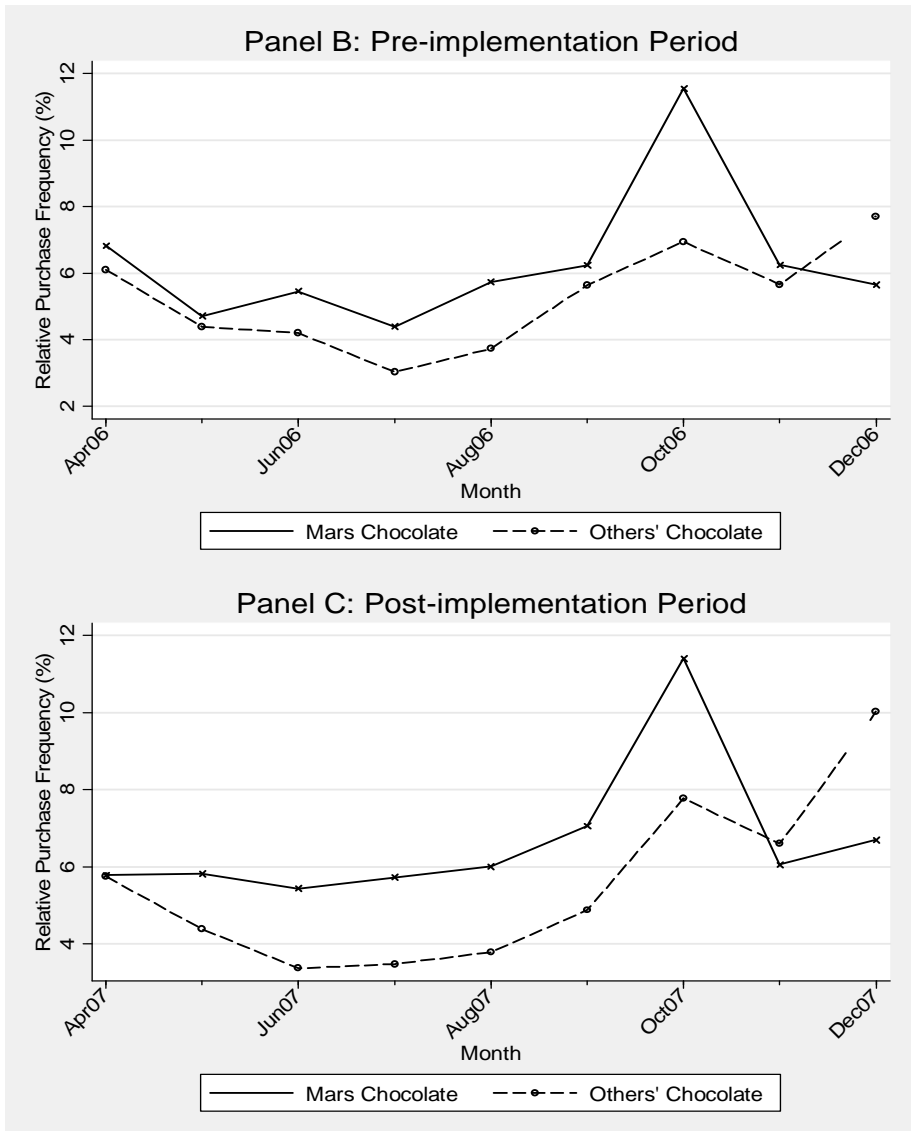 Panel B: Pre-implementation Period
Relative Purchase Frequency (%)
12
10
8
6
4
2
Apr06
Jun06
Aug06
Oct06
Dec06
Month
Mars Chocolate
Others' Chocolate
Panel C: Post-implementation Period
Relative Purchase Frequency (%)
12
10
8
6
4
Apr07
Jun07
Aug07
Oct07
Dec07
Month
Mars Chocolate
Others' Chocolate